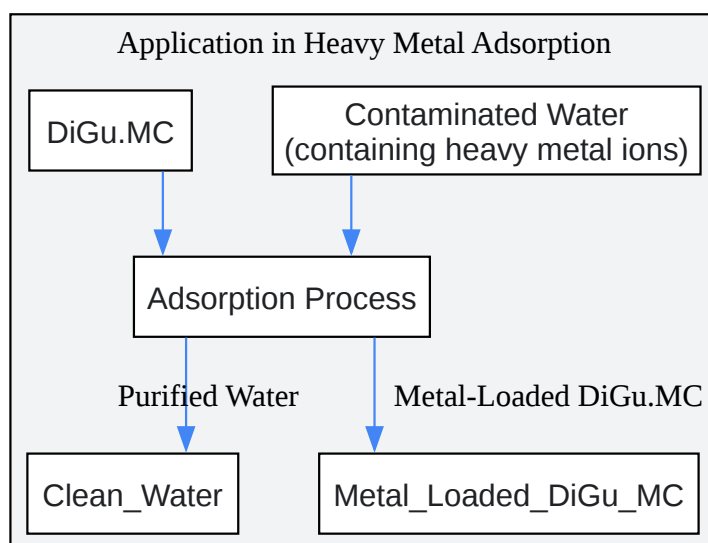 Application in Heavy Metal Adsorption
DiGu.MC
Contaminated Water
(containing heavy metal ions)
Adsorption Process
Purified Water
Metal-Loaded DiGu.MC
Clean_Water
Metal_Loaded_DiGu_MC